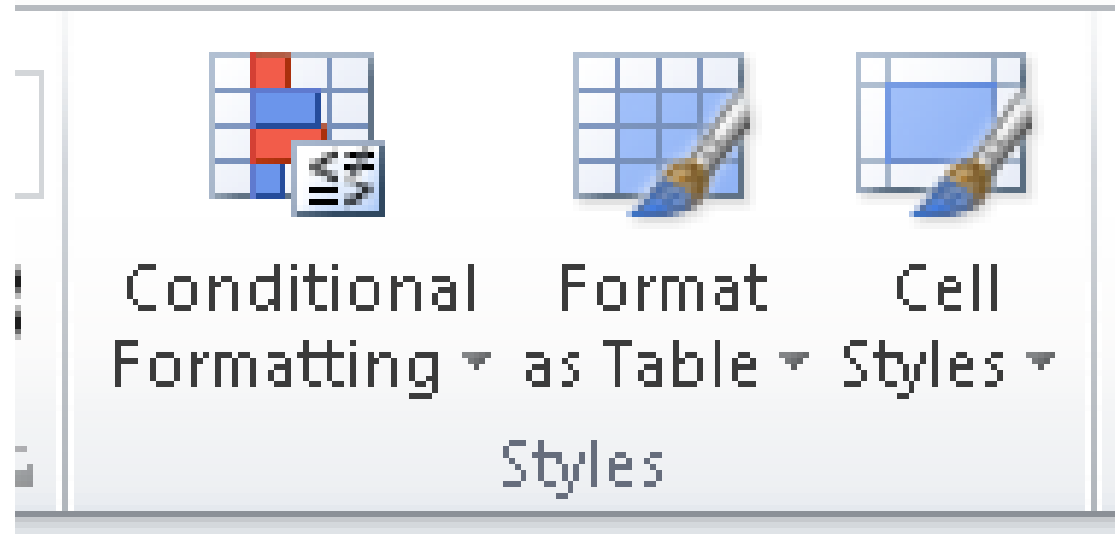 Conditional Formatting
Format as Table
Cell Styles
Styles